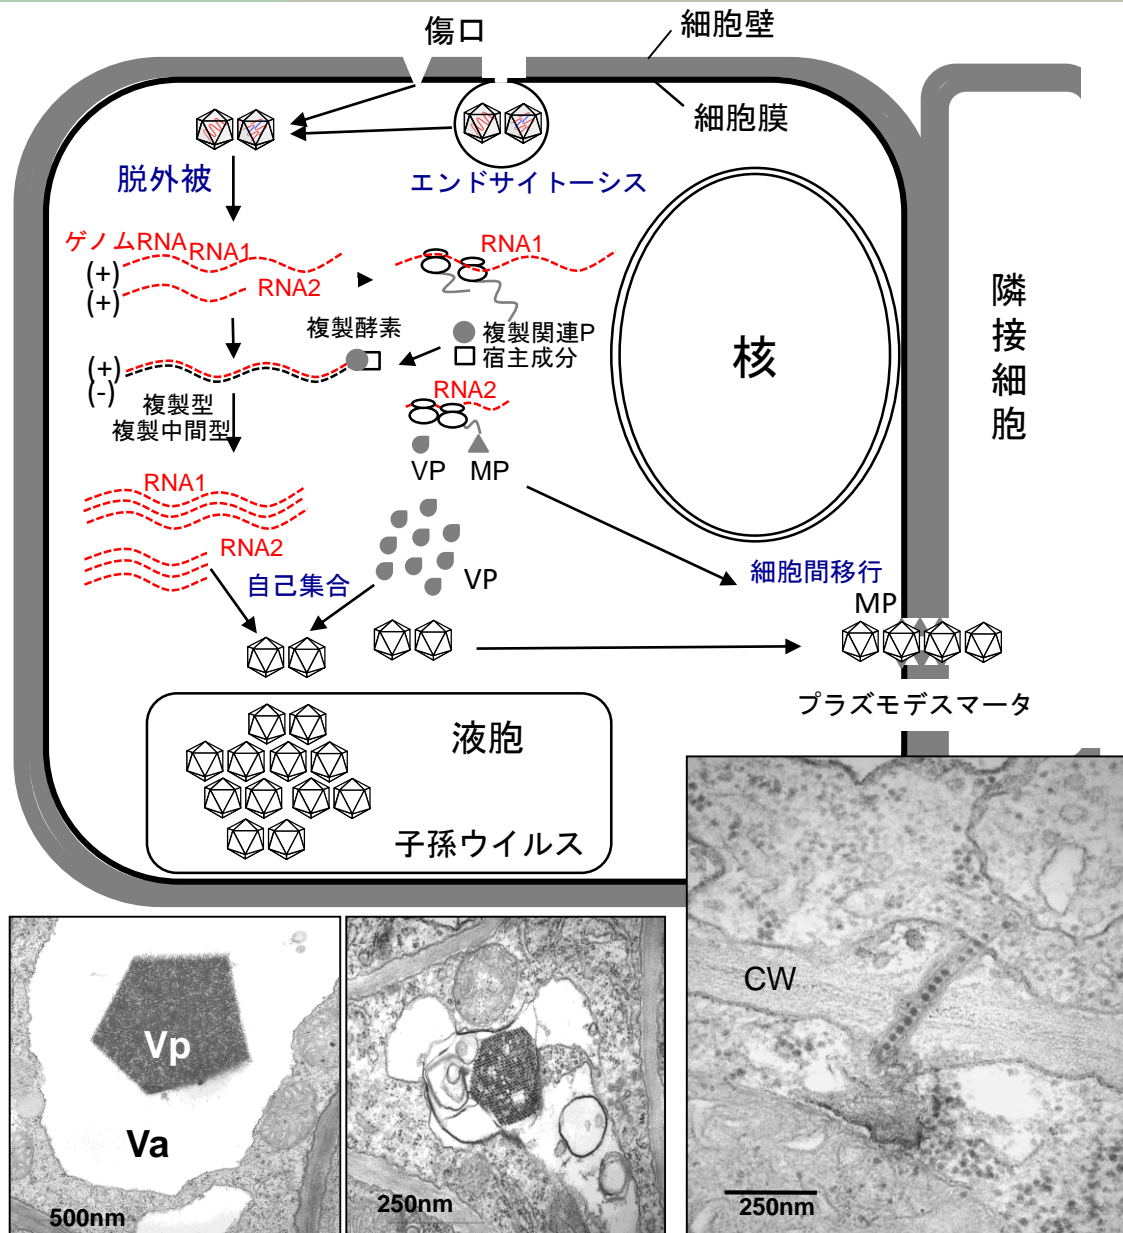 傷口
細胞壁
細胞膜
脱外被
エンドサイトーシス
ゲノムRNA
RNA1
(+)
(+)
RNA2
RNA1
複製酵素
複製関連P
宿主成分
(+)
(-)
複製型
複製中間型
RNA2
VP
MP
核
隣接細胞
RNA1
RNA2
自己集合
VP
細胞間移行
MP
プラズモデスマータ
液胞
子孫ウイルス
Vp
Va
500nm
250nm
CW
250nm